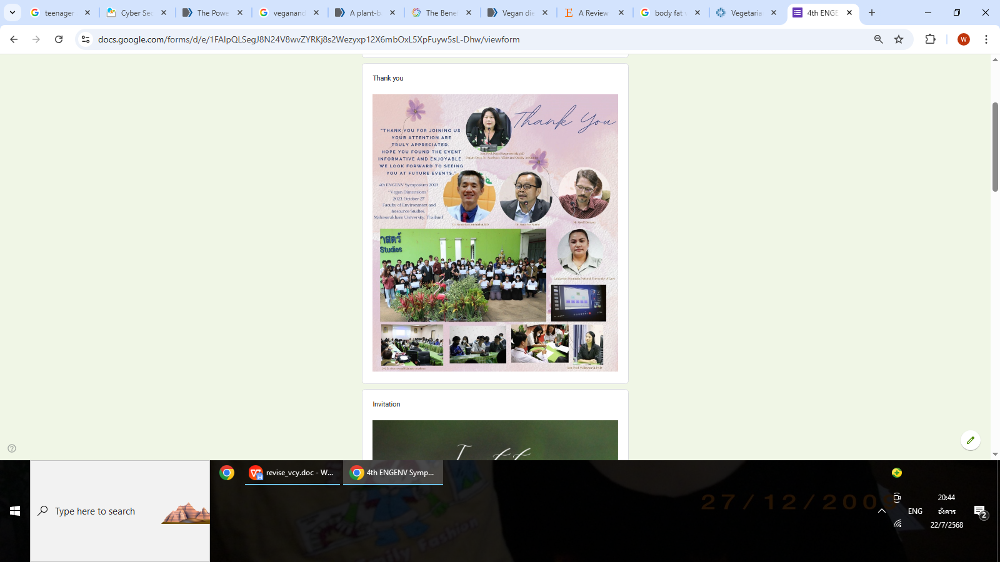 teenager
Cyber Sec
The Powe
veganand
A plant-b
The Benef
Vegan die
A Review
body fat
Vegetaria
4th ENGE
docs.google.com/forms/d/e/1FAIpQLSegJ8N24V8wvZYRKj8s2Wezyxp12X6mbOxL5XpFuyw5sL-Dhw/viewform
W
Thank you
Thank You
"THANK YOU FOR JOINING US
YOUR ATTENTION ARE
TRULY APPRECIATED.
HOPE YOU FOUND THE EVENT
INFORMATIVE AND ENJOYABLE.
WE LOOK FORWARD TO SEEING
YOU AT FUTURE EVENTS."
4th ENGENV Symposium 2023
"Vegan Dimensions"
2023 October 27
Faculty of Environment and
Resource Studies,
Mahasarakham University, Thailand
าสตร์
Studies
Invitation
revise_vcy.doc - W...
4th ENGENV Symp...
Type here to search
27/12/200
ily Fashion
ENG
20:44
อังคาร
22/7/2568
2